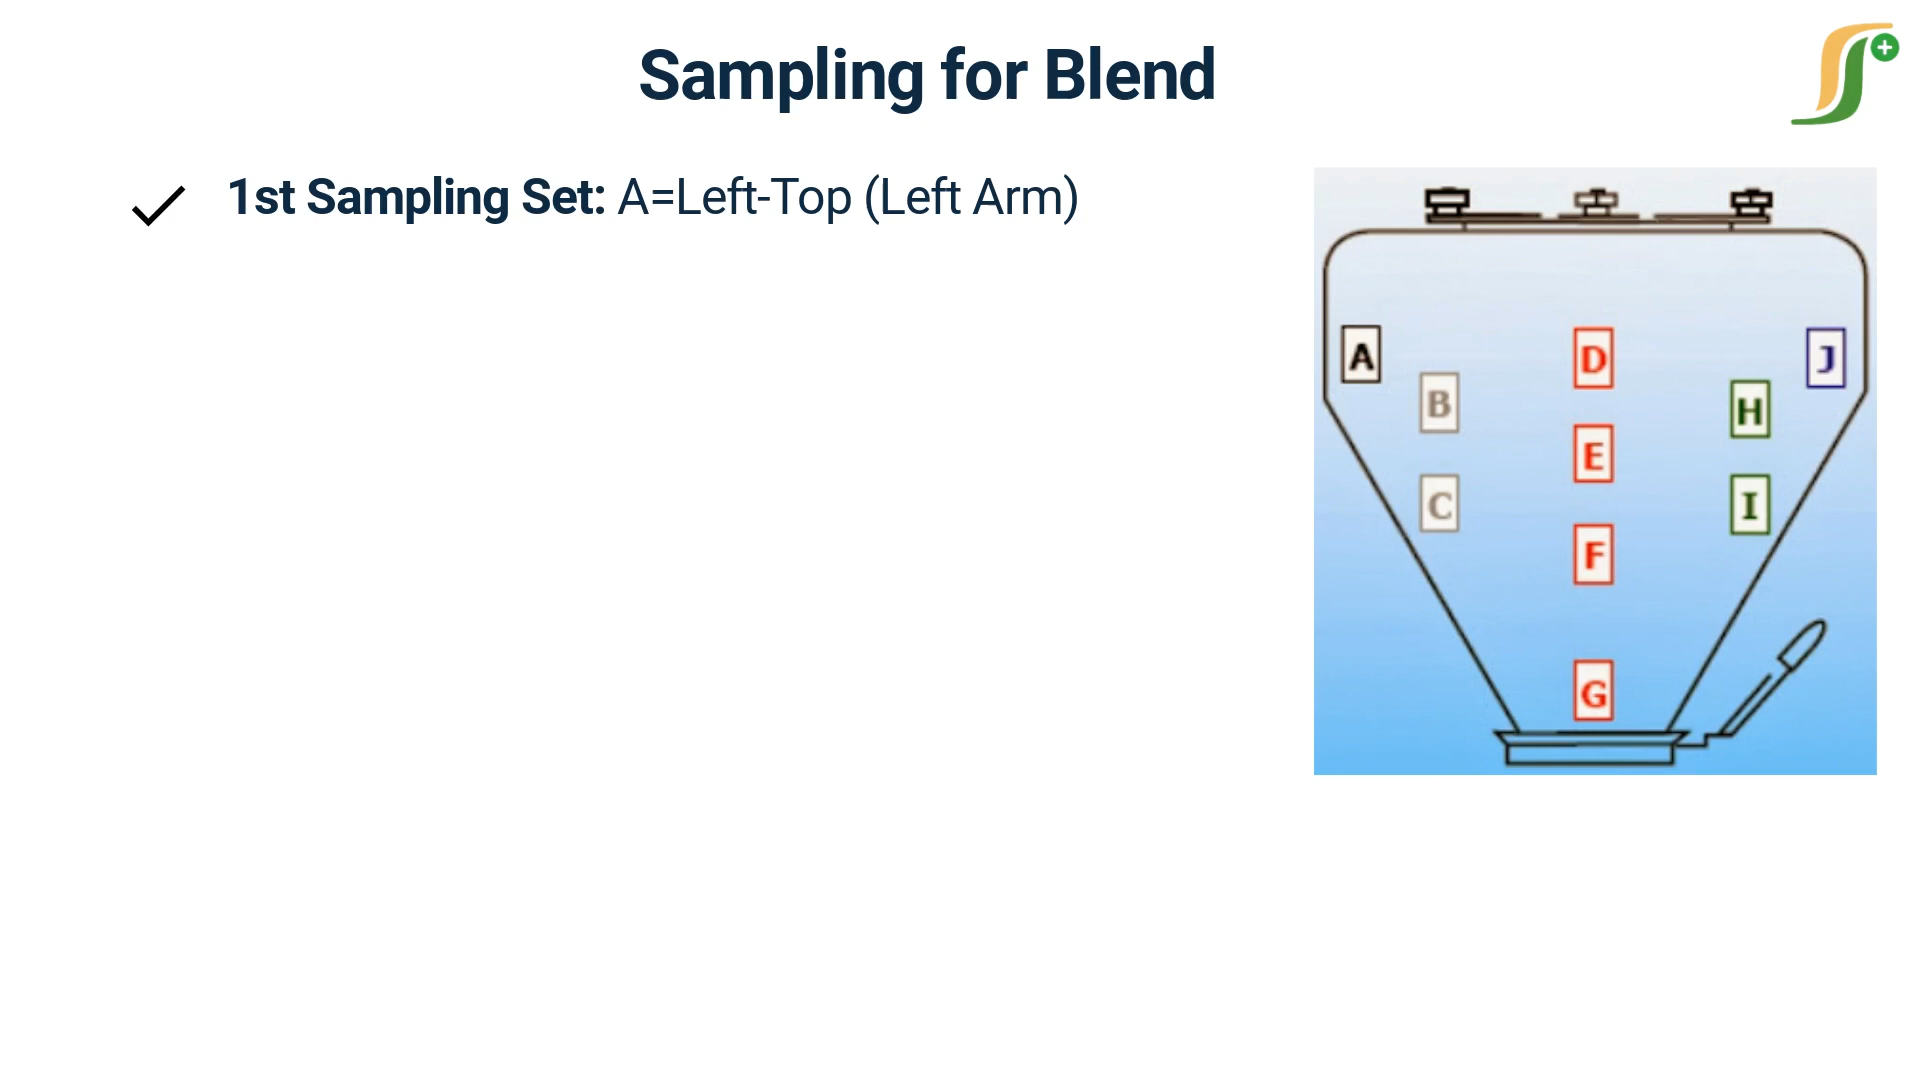 Sampling for Blend
1st Sampling Set: A=Left-Top (Left Arm)
A
D
J
B
H
E
C
I
F
G